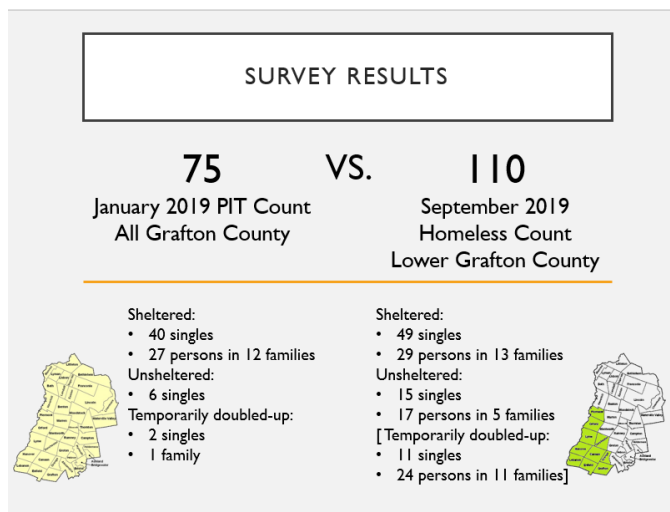 SURVEY RESULTS
75
January 2019 PIT Count
All Grafton County
VS.
110
September 2019
Homeless Count
Lower Grafton County
Sheltered:
• 40 singles
• 27 persons in 12 families
Unsheltered:
• 6 singles
Temporarily doubled-up:
• 2 singles
• 1 family
Sheltered:
• 49 singles
• 29 persons in 13 families
Unsheltered:
• 15 singles
• 17 persons in 5 families
[Temporarily doubled-up:
• 11 singles
• 24 persons in 11 families]